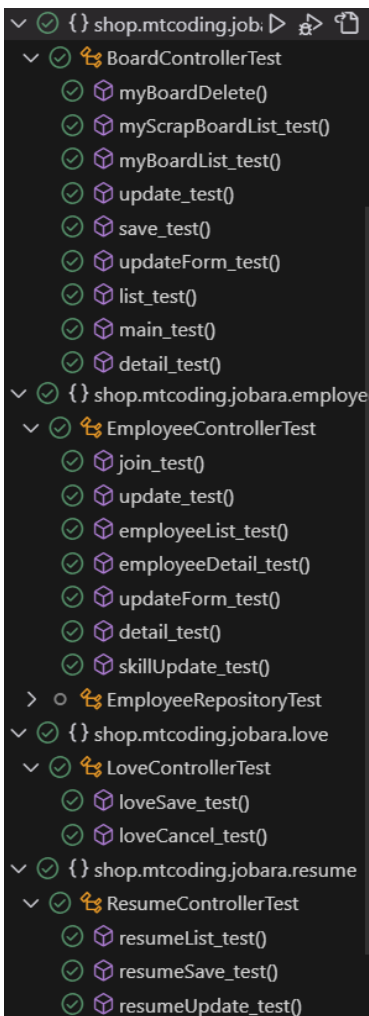 {} shop.mtcoding.job
BoardControllerTest
myBoardDelete()
myScrapBoardList_test()
myBoardList_test()
update_test()
save_test()
updateForm_test()
list_test()
main_test()
detail_test()
{} shop.mtcoding.jobara.employe
EmployeeControllerTest
join_test()
update_test()
employeeList_test()
employeeDetail_test()
updateForm_test()
detail_test()
skillUpdate_test()
EmployeeRepositoryTest
{} shop.mtcoding.jobara.love
LoveControllerTest
loveSave_test()
loveCancel_test()
{} shop.mtcoding.jobara.resume
ResumeControllerTest
resumeList_test()
resumeSave_test()
resumeUpdate_test()